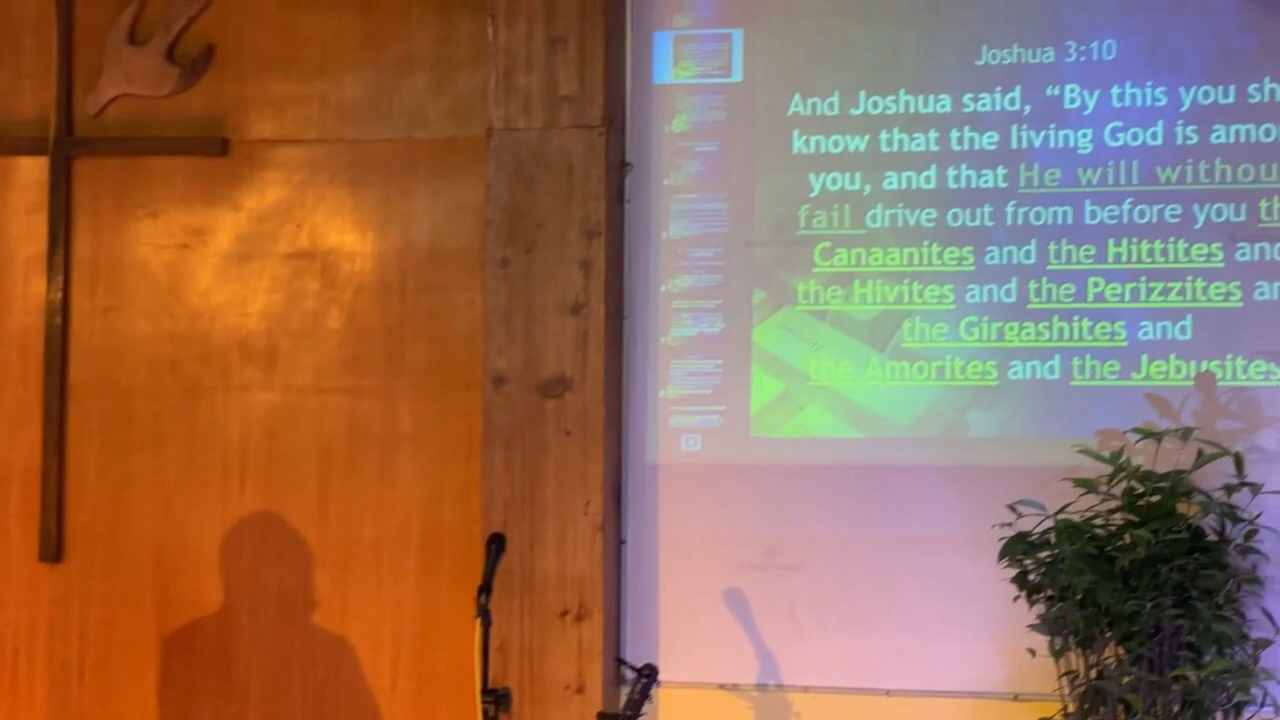 Joshua 3:10
And Joshua said, “By this you sh
know that the living God is amo
you, and that He will withou
fail drive out from before you th
Canaanites and the Hittites and
the Hivites and the Perizzites an
the Girgashites and
the Amorites and the Jebusites
Security